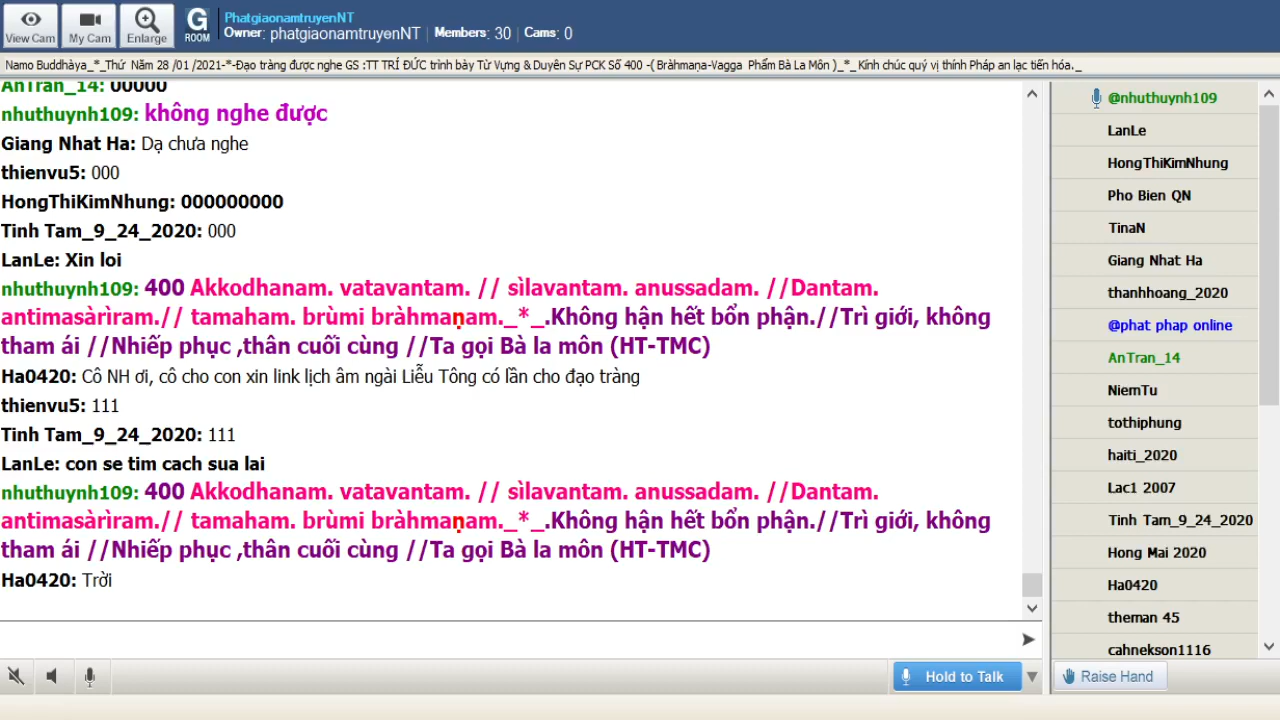 View Cam
My Cam
Enlarge
G
ROOM
PhatgiaonamtruyenNT
Owner: phatgiaonamtruyenNT | Members: 30 | Cams: 0
Namo Buddhàya_*_Thứ Năm 28 /01 /2021-*-Đạo tràng được nghe GS :TT TRÍ ĐỨC trình bày Từ Vựng & Duyên Sự PCK Số 400 -( Bràhmaṇa-Vagga Phẩm Bà La Môn )_*_ Kính chúc quý vị thính Pháp an lạc tiến hóa._
AnTran_14: 00000
nhuthuynh109: không nghe được
Giang Nhat Ha: Dạ chưa nghe
thienvu5: 000
HongThiKimNhung: 000000000
Tinh Tam_9_24_2020: 000
LanLe: Xin loi
nhuthuynh109: 400 Akkodhanam. vatavantam. // sìlavantam. anussadam. //Dantam.
antimasàrìram.// tamaham. brùmi bràhmaṇam._*_.Không hận hết bổn phận.//Trì giới, không
tham ái //Nhiếp phục ,thân cuối cùng //Ta gọi Bà la môn (HT-TMC)
Ha0420: Cô NH ơi, cô cho con xin link lịch âm ngài Liễu Tông có lần cho đạo tràng
thienvu5: 111
Tinh Tam_9_24_2020: 111
LanLe: con se tim cach sua lai
nhuthuynh109: 400 Akkodhanam. vatavantam. // sìlavantam. anussadam. //Dantam.
antimasàrìram.// tamaham. brùmi bràhmaṇam._*_.Không hận hết bổn phận.//Trì giới, không
tham ái //Nhiếp phục ,thân cuối cùng //Ta gọi Bà la môn (HT-TMC)
Ha0420: Trời
Hold to Talk
@nhuthuynh109
LanLe
HongThiKimNhung
Pho Bien QN
TinaN
Giang Nhat Ha
thanhhoang_2020
@phat phap online
AnTran_14
NiemTu
tothiphung
haiti_2020
Lac1 2007
Tinh Tam_9_24_2020
Hong Mai 2020
Ha0420
theman 45
cahnekson1116
Raise Hand